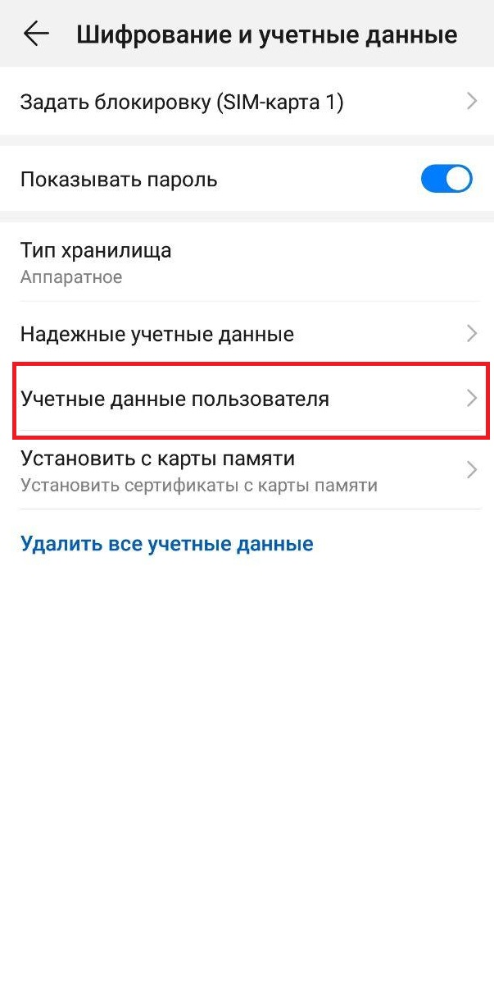 Шифрование и учетные данные
Задать блокировку (SIM-карта 1)
Показывать пароль
Тип хранилища
Аппаратное
Надежные учетные данные
Учетные данные пользователя
Установить с карты памяти
Установить сертификаты с карты памяти
Удалить все учетные данные